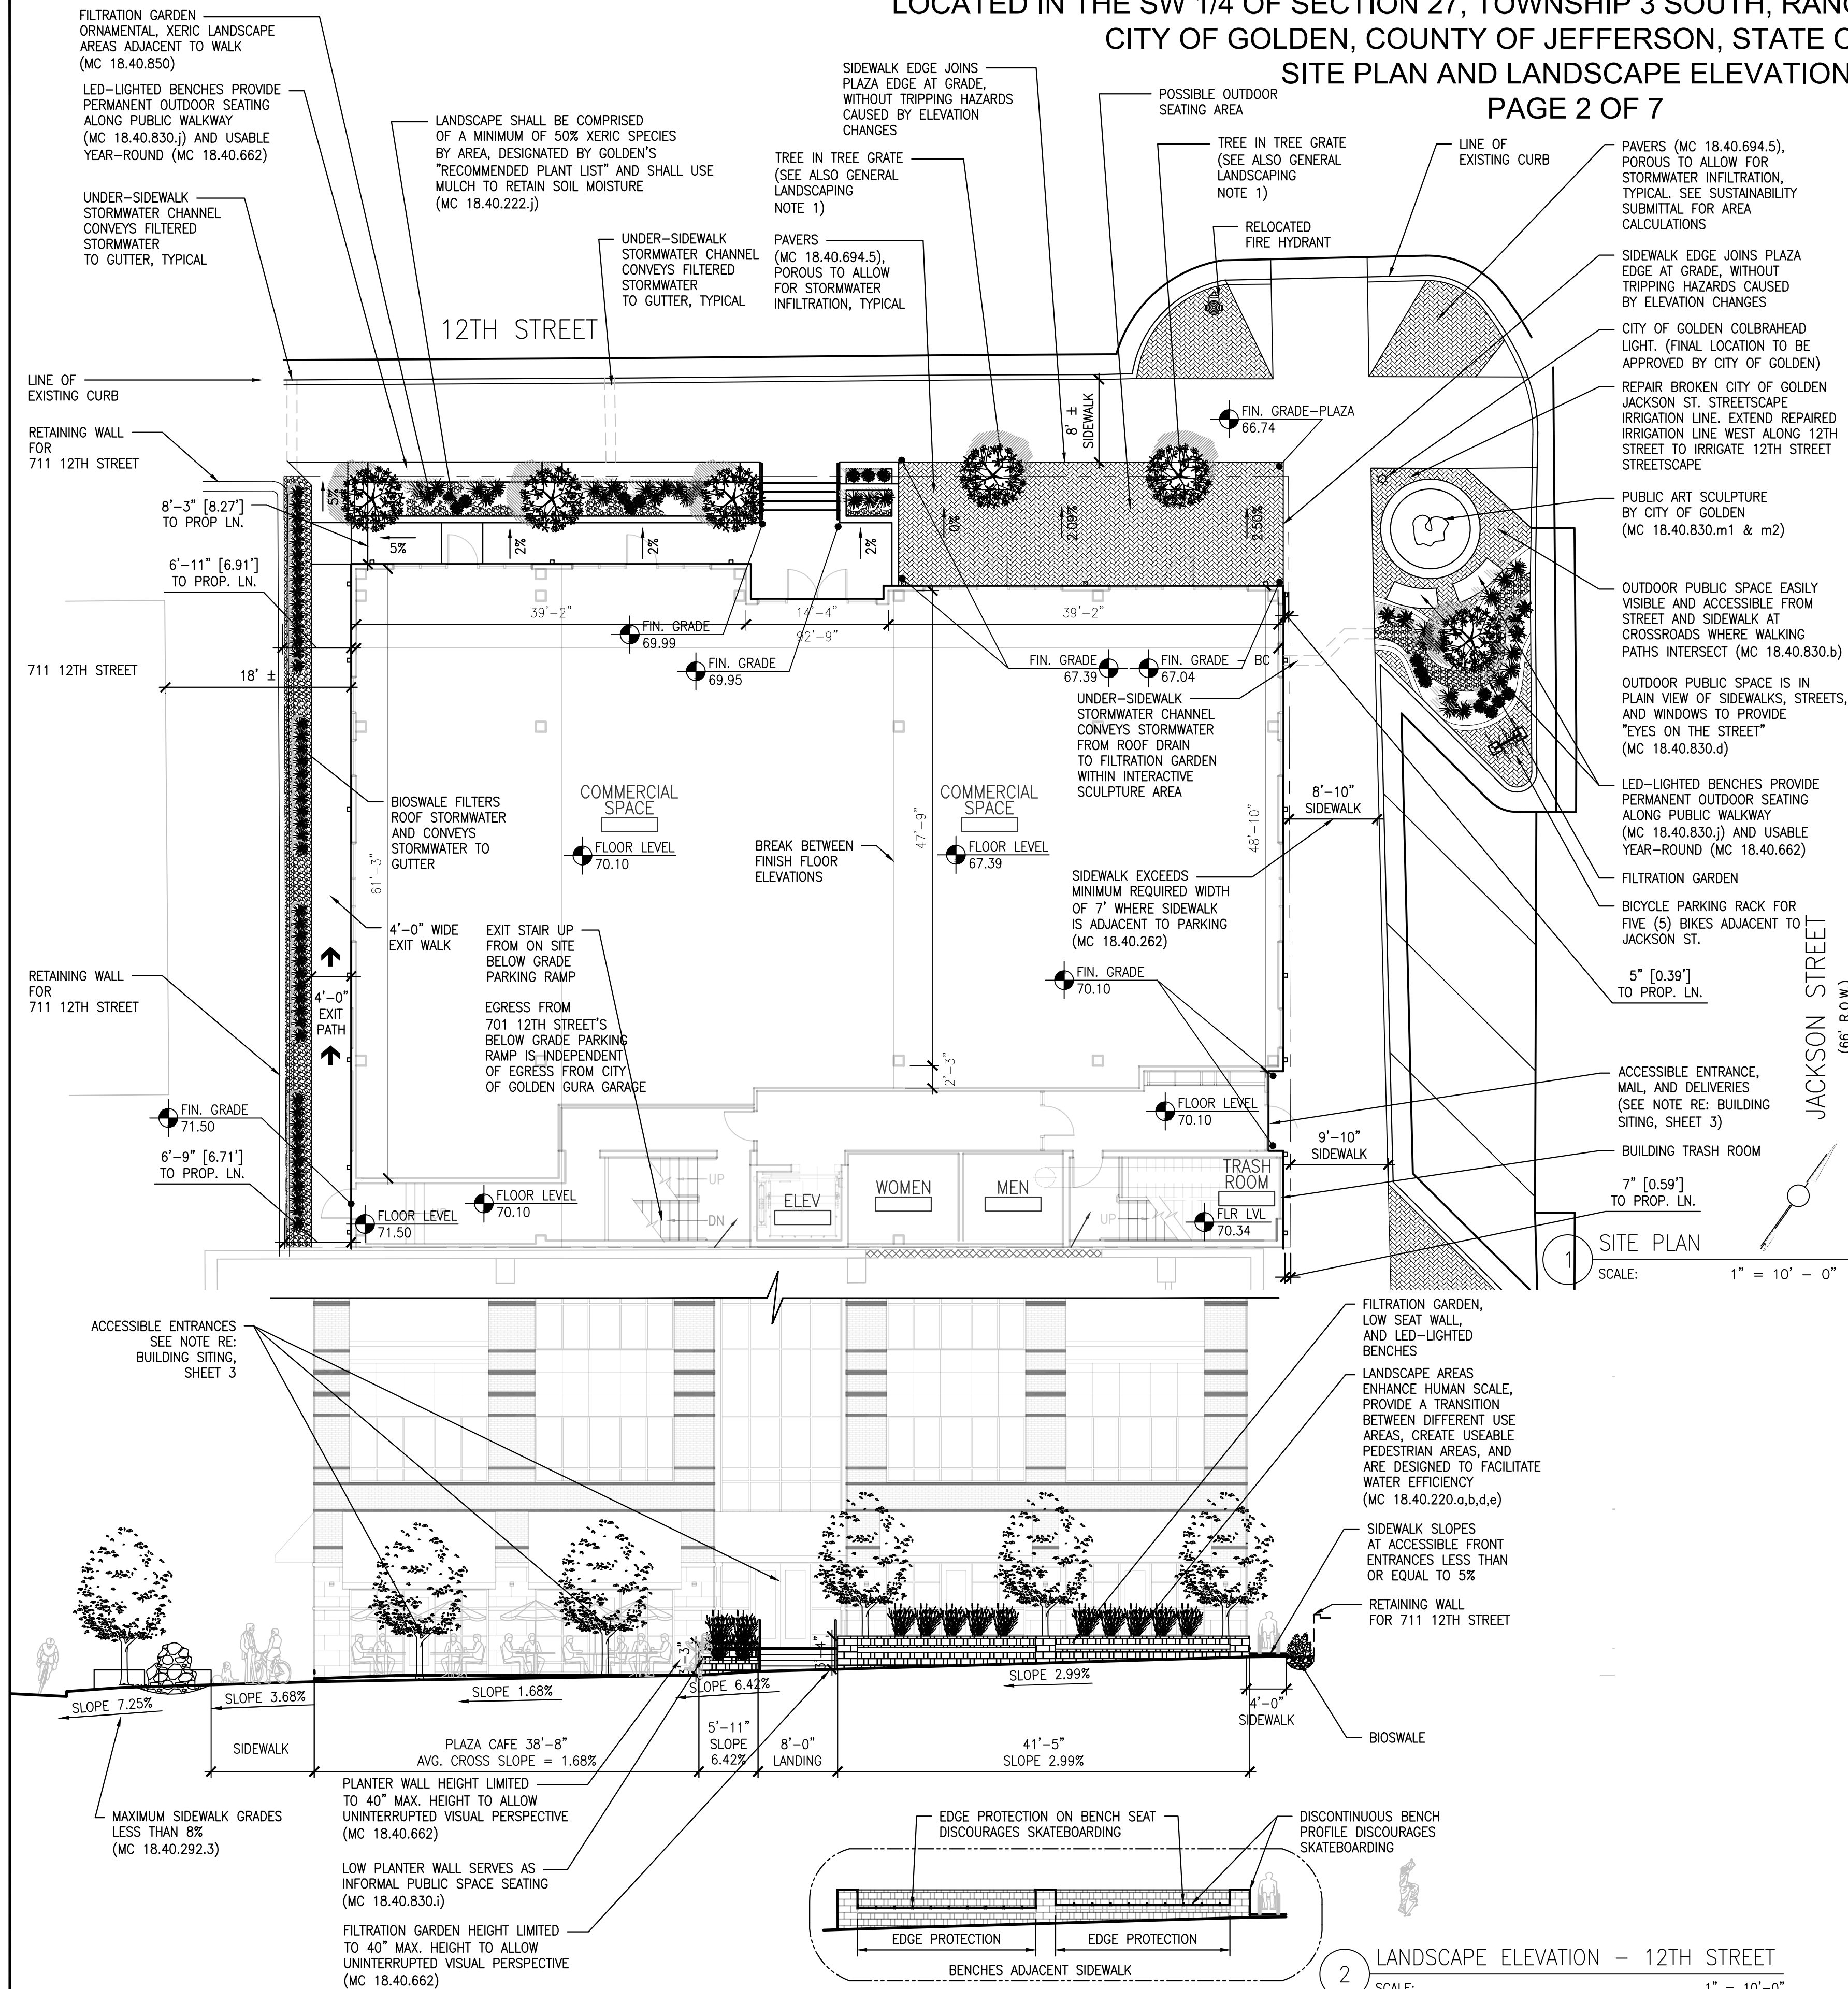 LOCATED IN THE SW 1/4 OF SECTION 27, TOWNSHIP 3 SOUTH,
CITY OF GOLDEN, COUNTY OF JEFFERSON, STATE
SITE PLAN AND LANDSCAPE ELEVATION
PAGE 2 OF 7
FILTRATION GARDEN
ORNAMENTAL, XERIC LANDSCAPE
AREAS ADJACENT TO WALK
(MC 18.40.850)
LED-LIGHTED BENCHES PROVIDE
PERMANENT OUTDOOR SEATING
ALONG PUBLIC WALKWAY
(MC 18.40.830.j) AND USABLE
YEAR-ROUND (MC 18.40.662)
UNDER-SIDEWALK
STORMWATER CHANNEL
CONVEYS FILTERED
STORMWATER
TO GUTTER, TYPICAL
LANDSCAPE SHALL BE COMPRISED
OF A MINIMUM OF 50% XERIC SPECIES
BY AREA, DESIGNATED BY GOLDEN'S
"RECOMMENDED PLANT LIST" AND SHALL USE
MULCH TO RETAIN SOIL MOISTURE
(MC 18.40.222.j)
UNDER-SIDEWALK
STORMWATER CHANNEL
CONVEYS FILTERED
STORMWATER
TO GUTTER, TYPICAL
SIDEWALK EDGE JOINS
PLAZA EDGE AT GRADE,
WITHOUT TRIPPING HAZARDS
CAUSED BY ELEVATION
CHANGES
TREE IN TREE GRATE
(SEE ALSO GENERAL
LANDSCAPING
NOTE 1)
PAVERS
(MC 18.40.694.5),
POROUS TO ALLOW
FOR STORMWATER
INFILTRATION, TYPICAL
POSSIBLE OUTDOOR
SEATING AREA
TREE IN TREE GRATE
(SEE ALSO GENERAL
LANDSCAPING
NOTE 1)
RELOCATED
FIRE HYDRANT
LINE OF
EXISTING CURB
PAVERS (MC 18.40.694.5),
POROUS TO ALLOW FOR
STORMWATER INFILTRATION,
TYPICAL. SEE SUSTAINABILITY
SUBMITTAL FOR AREA
CALCULATIONS
SIDEWALK EDGE JOINS PLAZA
EDGE AT GRADE, WITHOUT
TRIPPING HAZARDS CAUSED
BY ELEVATION CHANGES
CITY OF GOLDEN COLBRAHEAD
LIGHT. (FINAL LOCATION TO BE
APPROVED BY CITY OF GOLDEN)
REPAIR BROKEN CITY OF GOLDEN
JACKSON ST. STREETSCAPE
IRRIGATION LINE. EXTEND REPAIRED
IRRIGATION LINE WEST ALONG 12TH
STREET TO IRRIGATE 12TH STREET
STREETSCAPE
PUBLIC ART SCULPTURE
BY CITY OF GOLDEN
(MC 18.40.830.m1 & m2)
OUTDOOR PUBLIC SPACE EASILY
VISIBLE AND ACCESSIBLE FROM
STREET AND SIDEWALK AT
CROSSROADS WHERE WALKING
PATHS INTERSECT (MC 18.40.830.b)
OUTDOOR PUBLIC SPACE IS IN
PLAIN VIEW OF SIDEWALKS, STREETS,
AND WINDOWS TO PROVIDE
"EYES ON THE STREET"
(MC 18.40.830.d)
LED-LIGHTED BENCHES PROVIDE
PERMANENT OUTDOOR SEATING
ALONG PUBLIC WALKWAY
(MC 18.40.830.j) AND USABLE
YEAR-ROUND (MC 18.40.662)
FILTRATION GARDEN
BICYCLE PARKING RACK FOR
FIVE (5) BIKES ADJACENT TO
JACKSON ST.
5" [0.39']
TO PROP. LN.
JACKSON STREET
(66' ROW)
ACCESSIBLE ENTRANCE,
MAIL, AND DELIVERIES
(SEE NOTE RE: BUILDING
SITING, SHEET 3)
BUILDING TRASH ROOM
7" [0.59']
TO PROP. LN.
12TH STREET
LINE OF
EXISTING CURB
RETAINING WALL
FOR
711 12TH STREET
8'-3" [8.27']
TO PROP LN.
6'-11" [6.91']
TO PROP. LN.
711 12TH STREET
18' ±
RETAINING WALL
FOR
711 12TH STREET
FIN. GRADE
71.50
6'-9" [6.71']
TO PROP. LN.
5%
5%
2%
2%
2%
2.09%
2.50%
8' ±
SIDEWALK
FIN. GRADE-PLAZA
66.74
39'-2"
14'-4"
39'-2"
92'-9"
FIN. GRADE
69.99
FIN. GRADE
69.95
FIN. GRADE
67.39
FIN. GRADE - BC
67.04
UNDER-SIDEWALK
STORMWATER CHANNEL
CONVEYS STORMWATER
FROM ROOF DRAIN
TO FILTRATION GARDEN
WITHIN INTERACTIVE
SCULPTURE AREA
BIOSWALE FILTERS
ROOF STORMWATER
AND CONVEYS
STORMWATER TO
GUTTER
COMMERCIAL
SPACE
FLOOR LEVEL
70.10
COMMERCIAL
SPACE
FLOOR LEVEL
67.39
BREAK BETWEEN
FINISH FLOOR
ELEVATIONS
61'-3"
47'-9"
48'-10"
2'-3"
8'-10"
SIDEWALK
SIDEWALK EXCEEDS
MINIMUM REQUIRED WIDTH
OF 7' WHERE SIDEWALK
IS ADJACENT TO PARKING
(MC 18.40.262)
4'-0" WIDE
EXIT WALK
4'-0"
EXIT
PATH
EXIT STAIR UP
FROM ON SITE
BELOW GRADE
PARKING RAMP
EGRESS FROM
701 12TH STREET'S
BELOW GRADE PARKING
RAMP IS INDEPENDENT
OF EGRESS FROM CITY
OF GOLDEN GURA GARAGE
FIN. GRADE
70.10
FLOOR LEVEL
70.10
9'-10"
SIDEWALK
FLOOR LEVEL
71.50
FLOOR LEVEL
70.10
UP
DN
ELEV
WOMEN
MEN
UP
TRASH
ROOM
FLR LVL
70.34
1
SITE PLAN
SCALE: 1" = 10' - 0"
ACCESSIBLE ENTRANCES
SEE NOTE RE:
BUILDING SITING,
SHEET 3
FILTRATION GARDEN,
LOW SEAT WALL,
AND LED-LIGHTED
BENCHES
LANDSCAPE AREAS
ENHANCE HUMAN SCALE,
PROVIDE A TRANSITION
BETWEEN DIFFERENT USE
AREAS, CREATE USEABLE
PEDESTRIAN AREAS, AND
ARE DESIGNED TO FACILITATE
WATER EFFICIENCY
(MC 18.40.220.a,b,d,e)
SIDEWALK SLOPES
AT ACCESSIBLE FRONT
ENTRANCES LESS THAN
OR EQUAL TO 5%
RETAINING WALL
FOR 711 12TH STREET
BIOSWALE
SLOPE 7.25%
SLOPE 3.68%
SLOPE 1.68%
SLOPE 6.42%
SLOPE 2.99%
3'-3"
3'-4"
4'-0"
SIDEWALK
SIDEWALK
PLAZA CAFE 38'-8"
AVG. CROSS SLOPE = 1.68%
5'-11"
SLOPE
6.42%
8'-0"
LANDING
41'-5"
SLOPE 2.99%
MAXIMUM SIDEWALK GRADES
LESS THAN 8%
(MC 18.40.292.3)
PLANTER WALL HEIGHT LIMITED
TO 40" MAX. HEIGHT TO ALLOW
UNINTERRUPTED VISUAL PERSPECTIVE
(MC 18.40.662)
LOW PLANTER WALL SERVES AS
INFORMAL PUBLIC SPACE SEATING
(MC 18.40.830.i)
FILTRATION GARDEN HEIGHT LIMITED
TO 40" MAX. HEIGHT TO ALLOW
UNINTERRUPTED VISUAL PERSPECTIVE
(MC 18.40.662)
EDGE PROTECTION ON BENCH SEAT
DISCOURAGES SKATEBOARDING
DISCONTINUOUS BENCH
PROFILE DISCOURAGES
SKATEBOARDING
EDGE PROTECTION
EDGE PROTECTION
BENCHES ADJACENT SIDEWALK
2
LANDSCAPE ELEVATION - 12TH STREET
SCALE: 1" = 10'-0"